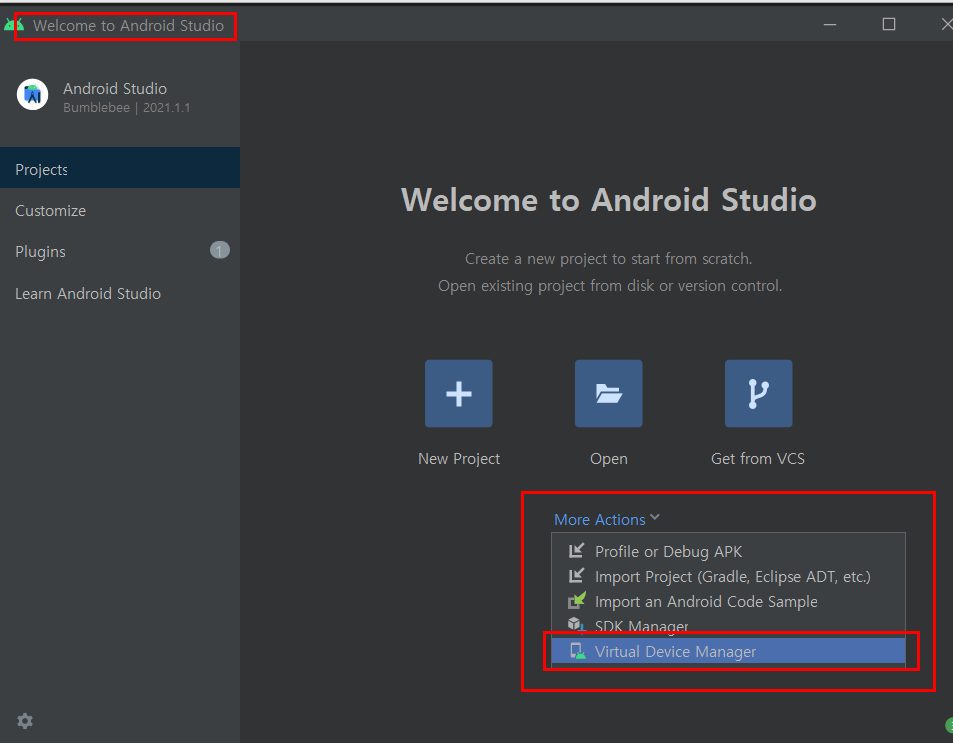 Welcome to Android Studio
Android Studio
Bumblebee | 2021.1.1
Projects
Customize
Plugins
1
Learn Android Studio
Welcome to Android Studio
Create a new project to start from scratch.
Open existing project from disk or version control.
New Project
Open
Get from VCS
More Actions
Profile or Debug APK
Import Project (Gradle, Eclipse ADT, etc.)
Import an Android Code Sample
SDK Manager
Virtual Device Manager